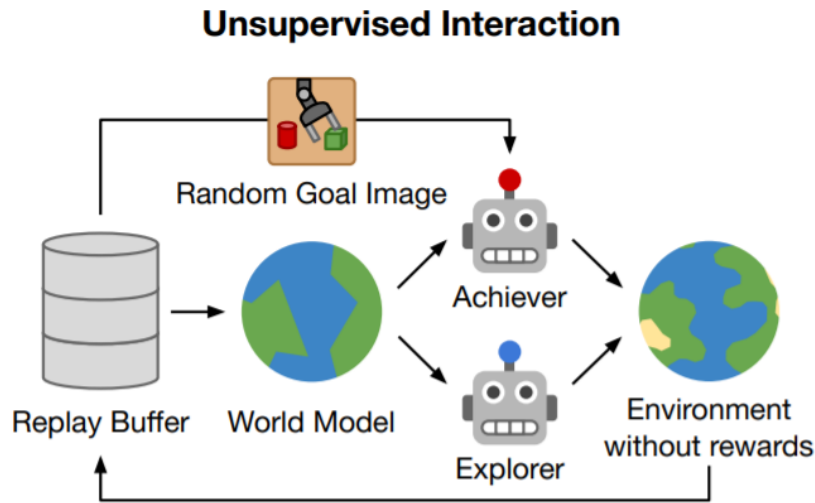 Unsupervised Interaction
Random Goal Image
Achiever
Replay Buffer
World Model
Explorer
Environment
without rewards